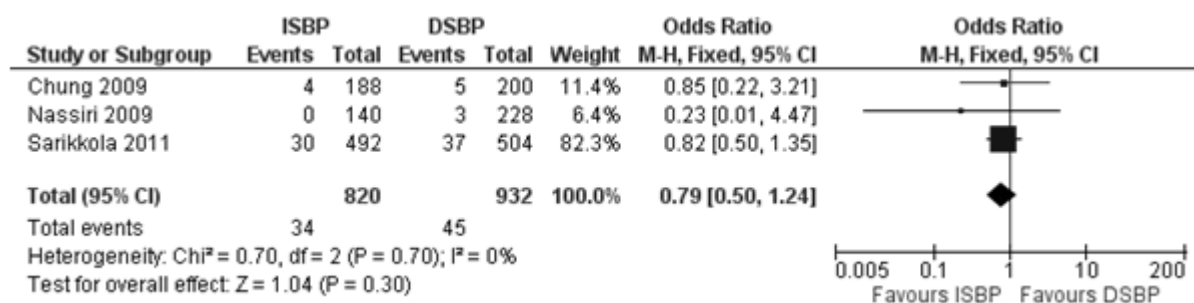 ISBP DSBP Odds Ratio Odds Ratio
Study or Subgroup Events Total Events Total Weight M-H, Fixed, 95% CI M-H, Fixed, 95% CI
Chung 2009 4 188 5 200 11.4% 0.85 [0.22, 3.21]
Nassiri 2009 0 140 3 228 6.4% 0.23 [0.01, 4.47]
Sarikkola 2011 30 492 37 504 82.3% 0.82 [0.50, 1.35]
Total (95% CI) 820 932 100.0% 0.79 [0.50, 1.24]
Total events 34 45
Heterogeneity: Chi² = 0.70, df = 2 (P = 0.70); I² = 0%
Test for overall effect: Z = 1.04 (P = 0.30)
0.005 0.1 1 10 200
Favours ISBP Favours DSBP